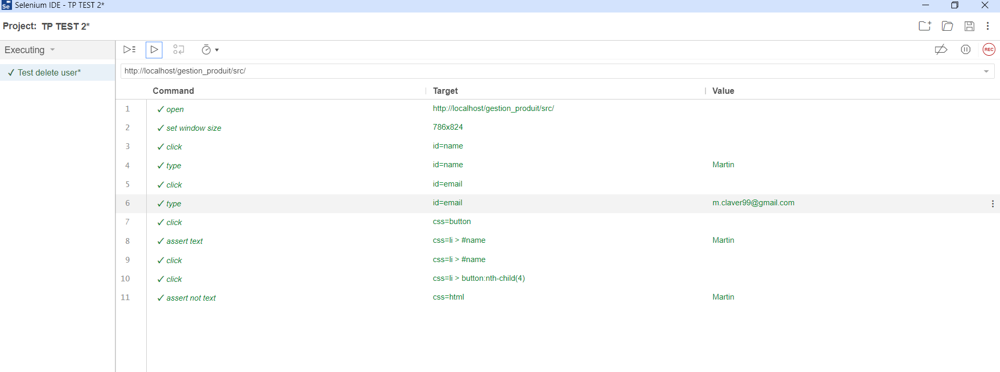 Selenium IDE - TP TEST 2*
Project: TP TEST 2*
Executing
REC
✓ Test delete user*
http://localhost/gestion_produit/src/
Command Target Value
1 ✓ open http://localhost/gestion_produit/src/
2 ✓ set window size 786x824
3 ✓ click id=name
4 ✓ type id=name Martin
5 ✓ click id=email
6 ✓ type id=email m.claver99@gmail.com
7 ✓ click css=button
8 ✓ assert text css=li > #name Martin
9 ✓ click css=li > #name
10 ✓ click css=li > button:nth-child(4)
11 ✓ assert not text css=html Martin